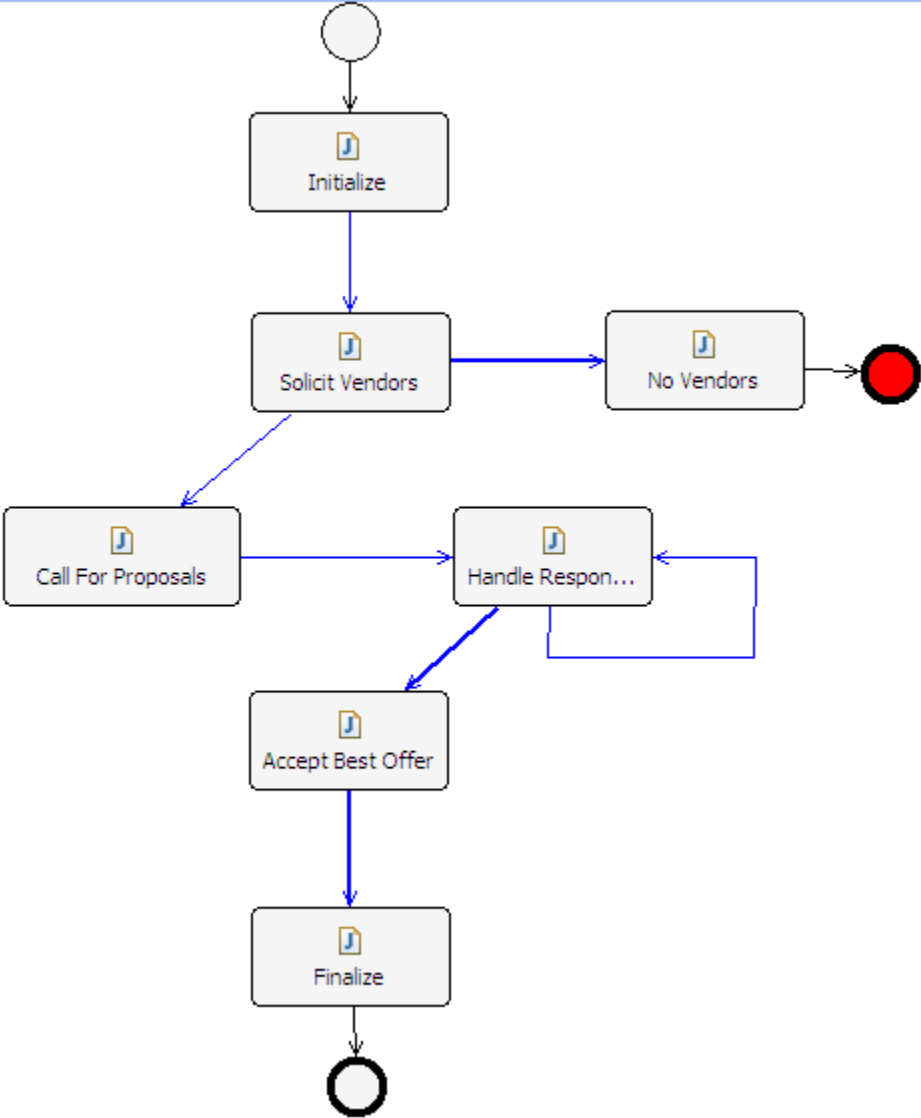 J
Initialize
J
Solicit Vendors
J
No Vendors
J
Call For Proposals
J
Handle Respon...
J
Accept Best Offer
J
Finalize